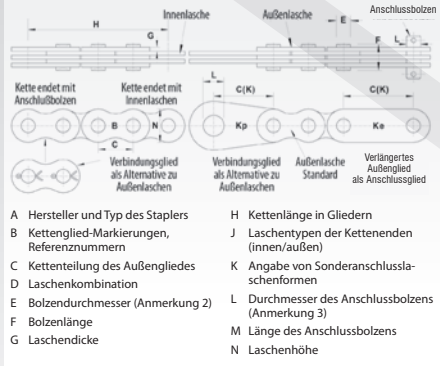 Anschlussbolzen
H
Innenlasche
Außenlasche
E
G
F
L
L
C(K)
C(K)
Kette endet mit
Anschlußbolzen
Kette endet mit
Innenlaschen
B
N
Kp
Ke
C
Verbindungsglied
als Alternative zu
Außenlaschen
Verbindungsglied
als Alternative zu
Außenlaschen
Außenlasche
Standard
Verlängertes
Außenglied
als Anschlussglied
A Hersteller und Typ des Staplers
B Kettenglied-Markierungen,
Referenznummern
C Kettenteilung des Außengliedes
D Laschenkombination
E Bolzendurchmesser (Anmerkung 2)
F Bolzenlänge
G Laschendicke
H Kettenlänge in Gliedern
J Laschentypen der Kettenenden
(innen/außen)
K Angabe von Sonderanschlussla-
schenformen
L Durchmesser des Anschlussbolzens
(Anmerkung 3)
M Länge des Anschlussbolzens
N Laschenhöhe